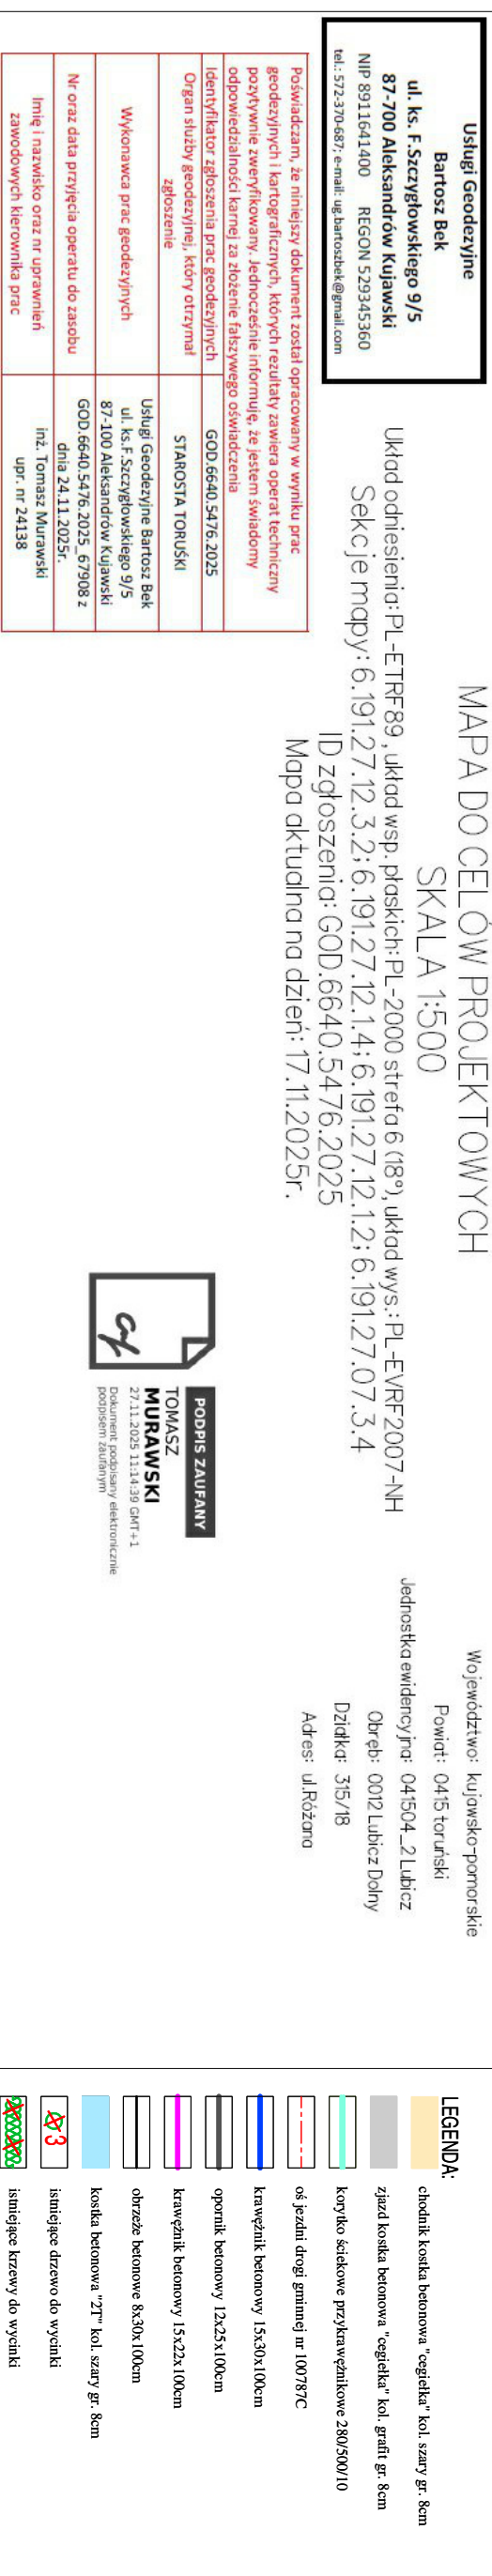 Usługi Geodezyjne
Bartosz Bek
ul. ks. F.Szczygłowskiego 9/5
87-700 Aleksandrów Kujawski
NIP 8911641400 REGON 529345360
tel.: 572-370-687; e-mail: ug.bartoszbek@gmail.com
Poświadczam, że niniejszy dokument został opracowany w wyniku prac
geodezyjnych i kartograficznych, których rezultaty zawiera operat techniczny
pozytywnie zweryfikowany. Jednocześnie informuję, że jestem świadomy
odpowiedzialności karnej za złożenie fałszywego oświadczenia
Identyfikator zgłoszenia prac geodezyjnych
GOD.6640.5476.2025
Organ służby geodezyjnej, który otrzymał
zgłoszenie
STAROSTA TORUŃSKI
Wykonawca prac geodezyjnych
Usługi Geodezyjne Bartosz Bek
ul. ks.F.Szczygłowskiego 9/5
87-100 Aleksandrów Kujawski
Nr oraz data przyjęcia operatu do zasobu
GOD.6640.5476.2025_67908 z
dnia 24.11.2025r.
Imię i nazwisko oraz nr uprawnień
zawodowych kierownika prac
inż. Tomasz Murawski
upr. nr 24138
MAPA DO CELÓW PROJEKTOWYCH
SKALA 1:500
Układ odniesienia: PL-ETRF89, układ wsp. płaskich: PL-2000 strefa 6 (18°), układ wys.: PL-EVRF2007-NH
Sekcje mapy: 6.191.27.12.3.2; 6.191.27.12.1.4; 6.191.27.12.1.2; 6.191.27.07.3.4
ID zgłoszenia: GOD.6640.5476.2025
Mapa aktualna na dzień: 17.11.2025r.
PODPIS ZAUFANY
TOMASZ
MURAWSKI
27.11.2025 11:14:39 GMT+1
Dokument podpisany elektronicznie
podpisem zaufanym
Województwo: kujawsko-pomorskie
Powiat: 0415 toruński
Jednostka ewidencyjna: 041504_2 Lubicz
Obręb: 0012 Lubicz Dolny
Działka: 315/18
Adres: ul.Różana
LEGENDA:
chodnik kostka betonowa "cegiełka" kol. szary gr. 8cm
zjazd kostka betonowa "cegiełka" kol. grafit gr. 8cm
korytko ściekowe przykrawężnikowe 280/500/10
oś jezdni drogi gminnej nr 100787C
krawężnik betonowy 15x30x100cm
opornik betonowy 12x25x100cm
krawężnik betonowy 15x22x100cm
obrzeże betonowe 8x30x100cm
kostka betonowa "2T" kol. szary gr. 8cm
3 istniejące drzewo do wycinki
istniejące krzewy do wycinki